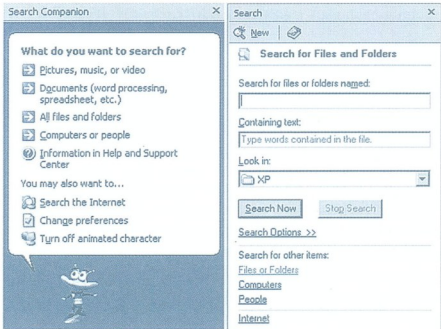 Search Companion
What do you want to search for?
Pictures, music, or video
Documents (word processing,
spreadsheet, etc.)
All files and folders
Computers or people
Information in Help and Support
Center
You may also want to...
Search the Internet
Change preferences
Turn off animated character
Search
New
Search for Files and Folders
Search for files or folders named:
Containing text:
Type words contained in the file.
Look in:
XP
Search Now
Stop Search
Search Options >>
Search for other items:
Files or Folders
Computers
People
Internet